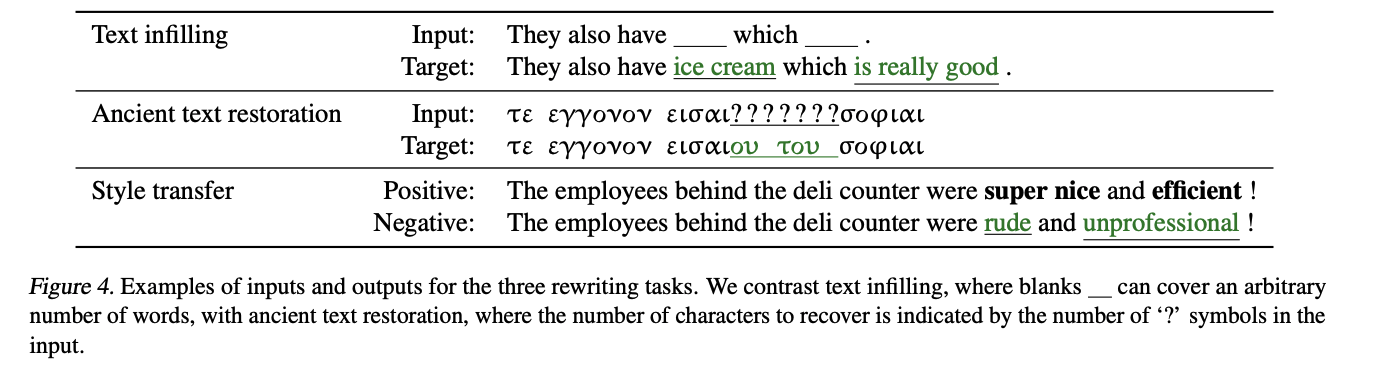 Text infilling Input: They also have ____ which ____ .
Target: They also have ice cream which is really good .
Ancient text restoration Input: τε εγγονον εισαι???????σοφιαι
Target: τε εγγονον εισαιου του σοφιαι
Style transfer Positive: The employees behind the deli counter were super nice and efficient !
Negative: The employees behind the deli counter were rude and unprofessional !
Figure 4. Examples of inputs and outputs for the three rewriting tasks. We contrast text infilling, where blanks __ can cover an arbitrary
number of words, with ancient text restoration, where the number of characters to recover is indicated by the number of ‘?’ symbols in the
input.